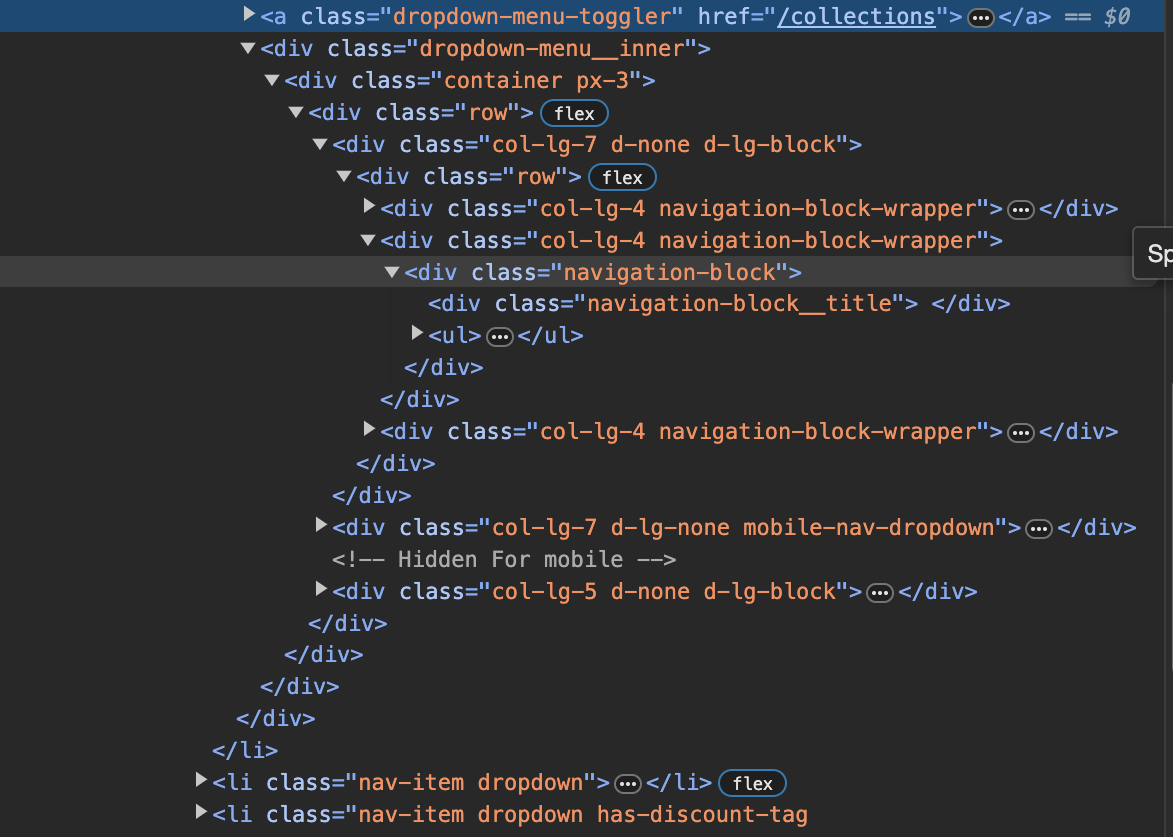 <a class="dropdown-menu-toggler" href="/collections">…</a> == $0
<div class="dropdown-menu__inner">
<div class="container px-3">
<div class="row"> flex
<div class="col-lg-7 d-none d-lg-block">
<div class="row"> flex
<div class="col-lg-4 navigation-block-wrapper">…</div>
<div class="col-lg-4 navigation-block-wrapper">
<div class="navigation-block">
Sp
<div class="navigation-block__title"> </div>
<ul>…</ul>
</div>
</div>
<div class="col-lg-4 navigation-block-wrapper">…</div>
</div>
</div>
<div class="col-lg-7 d-lg-none mobile-nav-dropdown">…</div>
<!-- Hidden For mobile -->
<div class="col-lg-5 d-none d-lg-block">…</div>
</div>
</div>
</div>
</div>
</li>
<li class="nav-item dropdown">…</li> flex
<li class="nav-item dropdown has-discount-tag